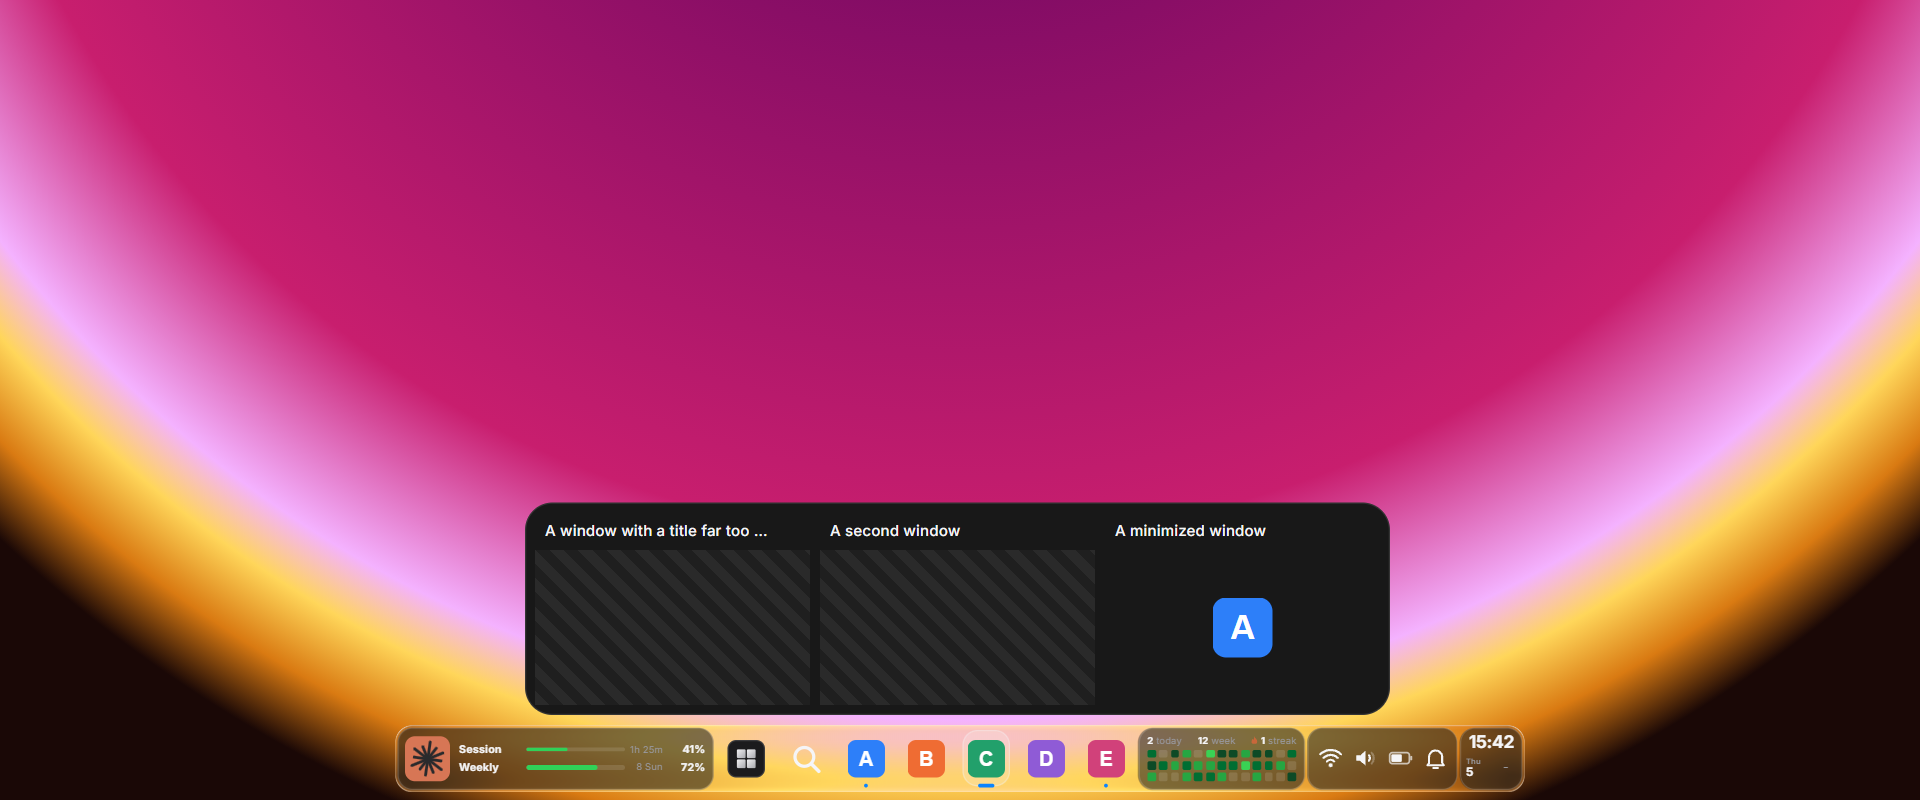 A window with a title far too ...
A second window
A minimized window
A
Session 1h 25m 41%
Weekly 8 Sun 72%
A B C D E
2 today 12 week 1 streak
15:42
Thu
5